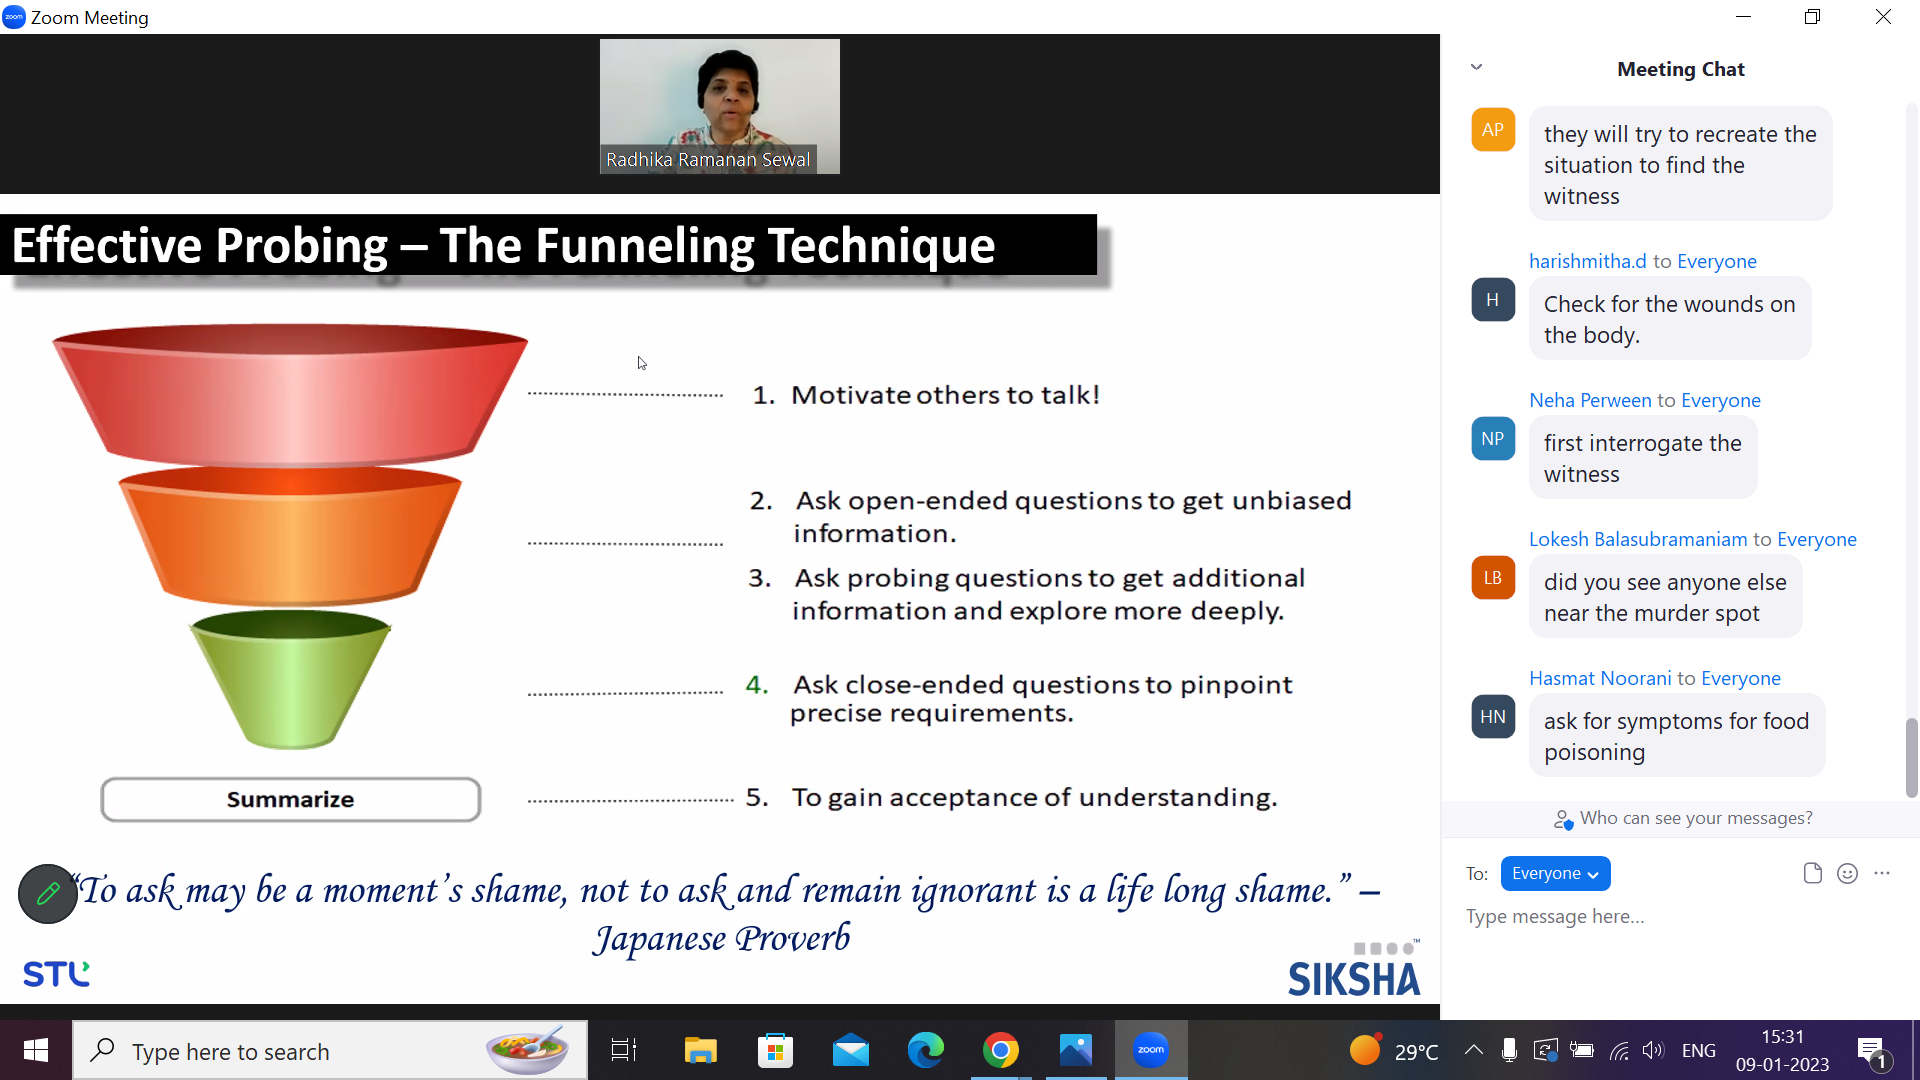 zoom Zoom Meeting
Radhika Ramanan Sewal
Effective Probing – The Funneling Technique
1. Motivate others to talk!
2. Ask open-ended questions to get unbiased
information.
3. Ask probing questions to get additional
information and explore more deeply.
4. Ask close-ended questions to pinpoint
precise requirements.
Summarize
5. To gain acceptance of understanding.
“To ask may be a moment’s shame, not to ask and remain ignorant is a life long shame.” –
Japanese Proverb
STL
SIKSHA™
Meeting Chat
AP
they will try to recreate the
situation to find the
witness
harishmitha.d to Everyone
H
Check for the wounds on
the body.
Neha Perween to Everyone
NP
first interrogate the
witness
Lokesh Balasubramaniam to Everyone
LB
did you see anyone else
near the murder spot
Hasmat Noorani to Everyone
HN
ask for symptoms for food
poisoning
Who can see your messages?
To: Everyone
Type message here...
Type here to search
zoom
29°C
ENG
15:31
09-01-2023
1